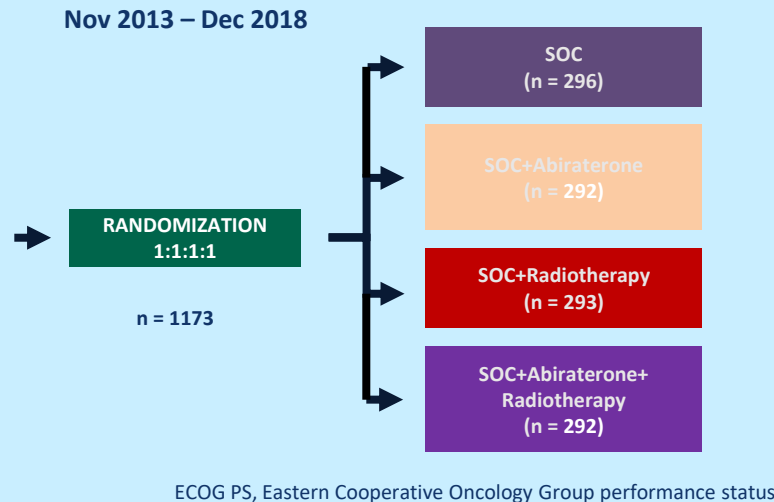 Nov 2013 – Dec 2018
SOC
(n = 296)
SOC+Abiraterone
(n = 292)
RANDOMIZATION
1:1:1:1
n = 1173
SOC+Radiotherapy
(n = 293)
SOC+Abiraterone+
Radiotherapy
(n = 292)
ECOG PS, Eastern Cooperative Oncology Group performance status